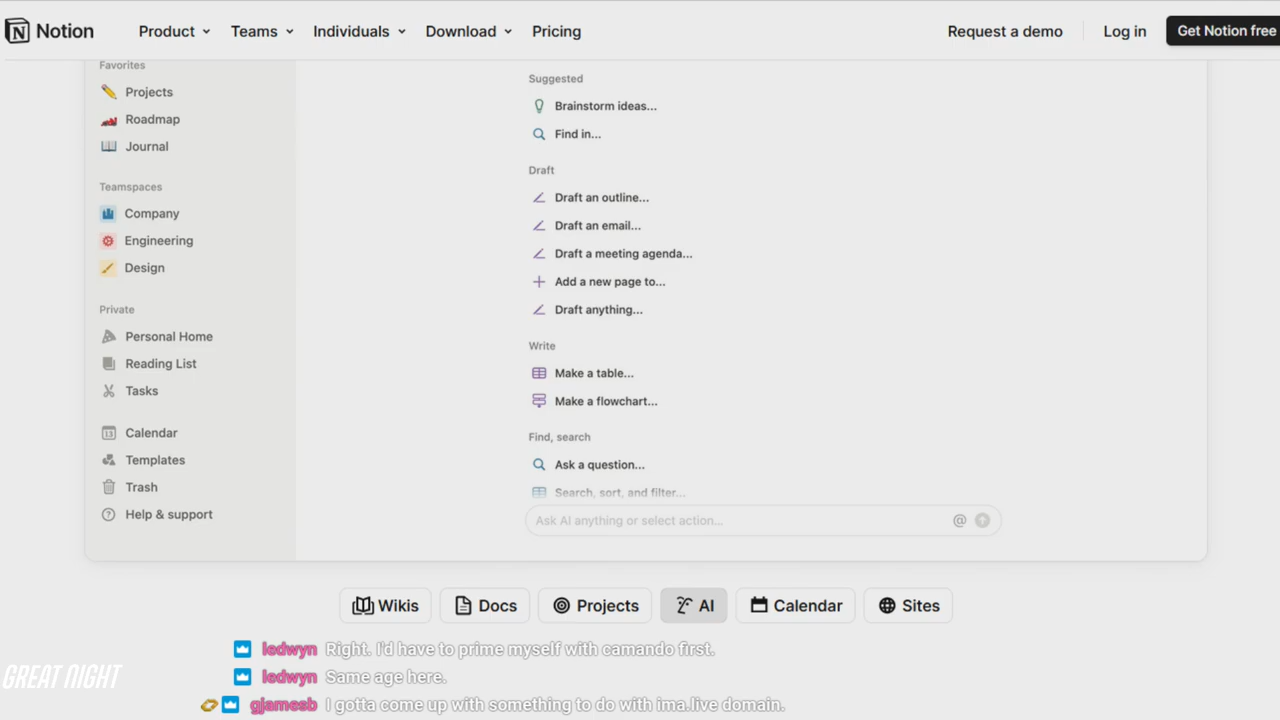 Notion Product Teams Individuals Download Pricing Request a demo Log in Get Notion free
Favorites
Projects
Roadmap
Journal
Teamspaces
Company
Engineering
Design
Private
Personal Home
Reading List
Tasks
13 Calendar
Templates
Trash
Help & support
Suggested
Brainstorm ideas...
Find in...
Draft
Draft an outline...
Draft an email...
Draft a meeting agenda...
Add a new page to...
Draft anything...
Write
Make a table...
Make a flowchart...
Find, search
Ask a question...
Search, sort, and filter...
Ask AI anything or select action... @
Wikis Docs Projects AI Calendar Sites
ledwyn Right. I'd have to prime myself with camando first.
ledwyn Same age here.
gjamesb I gotta come up with something to do with ima.live domain.
GREAT NIGHT